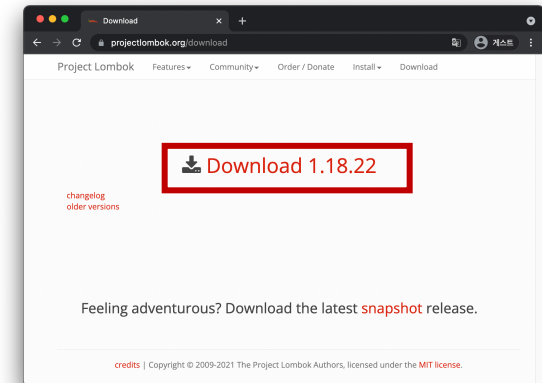 Download
projectlombok.org/download
게스트
Project Lombok Features Community Order / Donate Install Download
Download 1.18.22
changelog
older versions
Feeling adventurous? Download the latest snapshot release.
credits | Copyright © 2009-2021 The Project Lombok Authors, licensed under the MIT license.